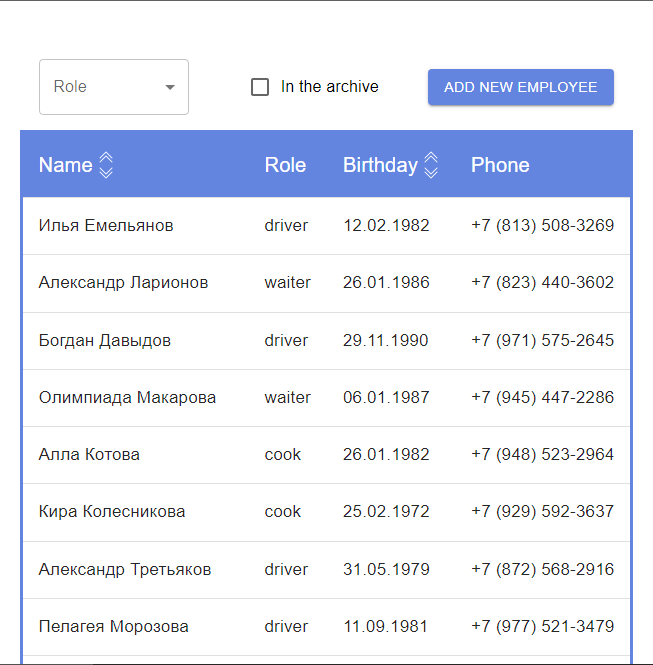 Role In the archive ADD NEW EMPLOYEE
Name Role Birthday Phone
Илья Емельянов driver 12.02.1982 +7 (813) 508-3269
Александр Ларионов waiter 26.01.1986 +7 (823) 440-3602
Богдан Давыдов driver 29.11.1990 +7 (971) 575-2645
Олимпиада Макарова waiter 06.01.1987 +7 (945) 447-2286
Алла Котова cook 26.01.1982 +7 (948) 523-2964
Кира Колесникова cook 25.02.1972 +7 (929) 592-3637
Александр Третьяков driver 31.05.1979 +7 (872) 568-2916
Пелагея Морозова driver 11.09.1981 +7 (977) 521-3479